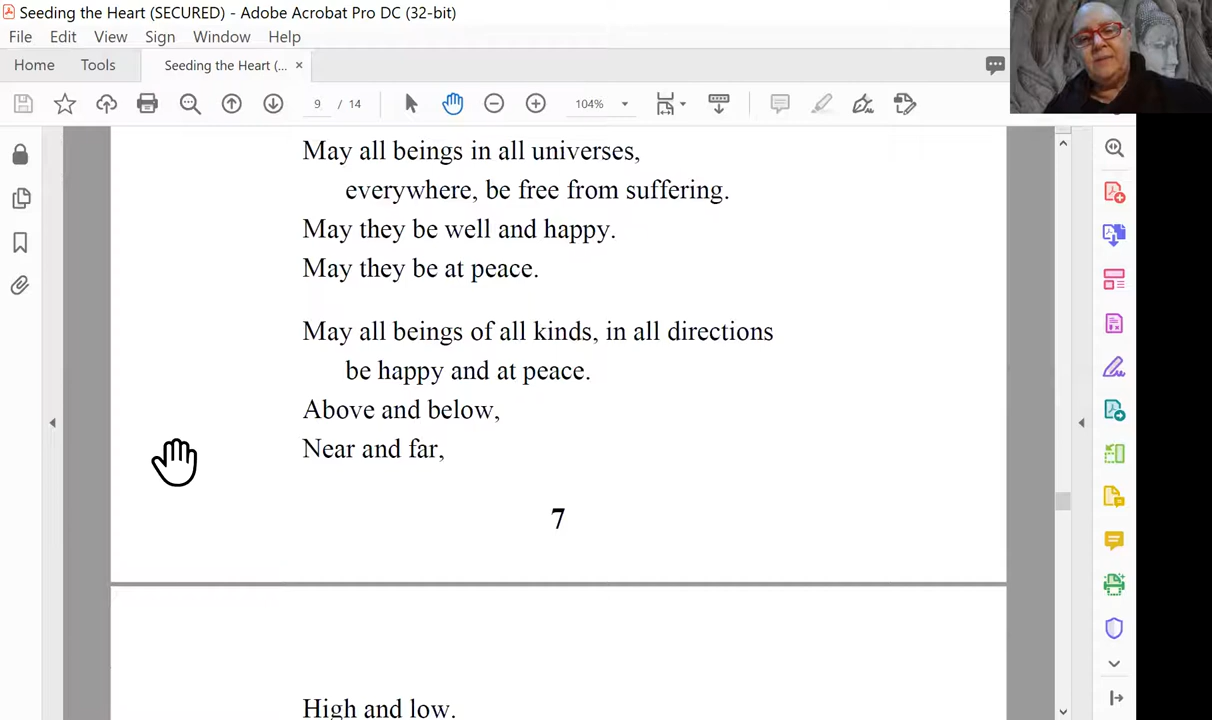 Seeding the Heart (SECURED) - Adobe Acrobat Pro DC (32-bit)
File Edit View Sign Window Help
Home Tools Seeding the Heart (... ×
9 / 14 104%
May all beings in all universes,
everywhere, be free from suffering.
May they be well and happy.
May they be at peace.
May all beings of all kinds, in all directions
be happy and at peace.
Above and below,
Near and far,
7
High and low.